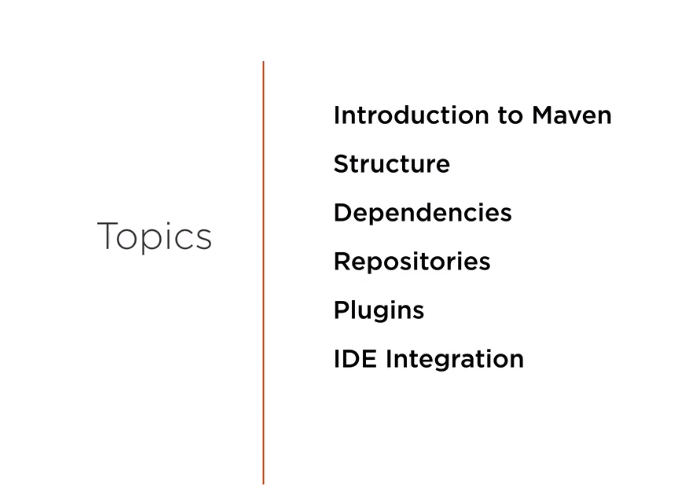 Topics
Introduction to Maven
Structure
Dependencies
Repositories
Plugins
IDE Integration